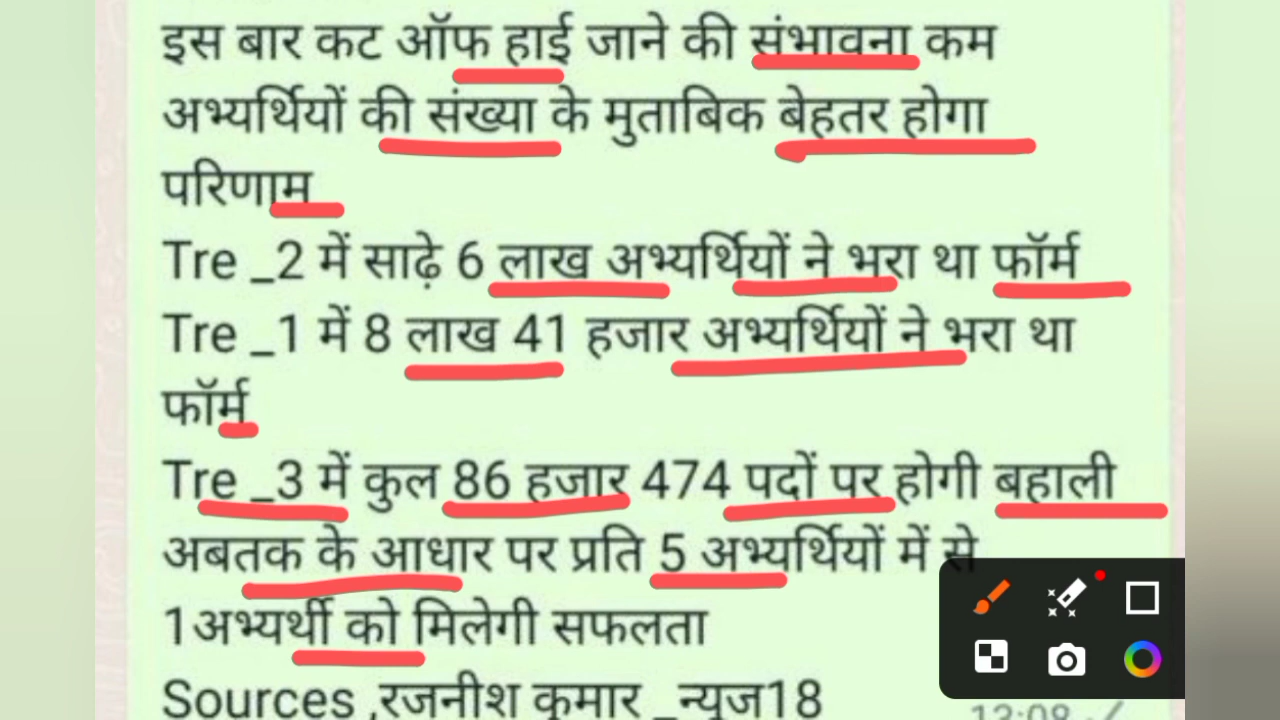 इस बार कट ऑफ हाई जाने की संभावना कम
अभ्यर्थियों की संख्या के मुताबिक बेहतर होगा
परिणाम
Tre _2 में साढ़े 6 लाख अभ्यर्थियों ने भरा था फॉर्म
Tre _1 में 8 लाख 41 हजार अभ्यर्थियों ने भरा था
फॉर्म
Tre _3 में कुल 86 हजार 474 पदों पर होगी बहाली
अबतक के आधार पर प्रति 5 अभ्यर्थियों में से
1अभ्यर्थी को मिलेगी सफलता
Sources ,रजनीश कुमार _न्यूज18
13:08